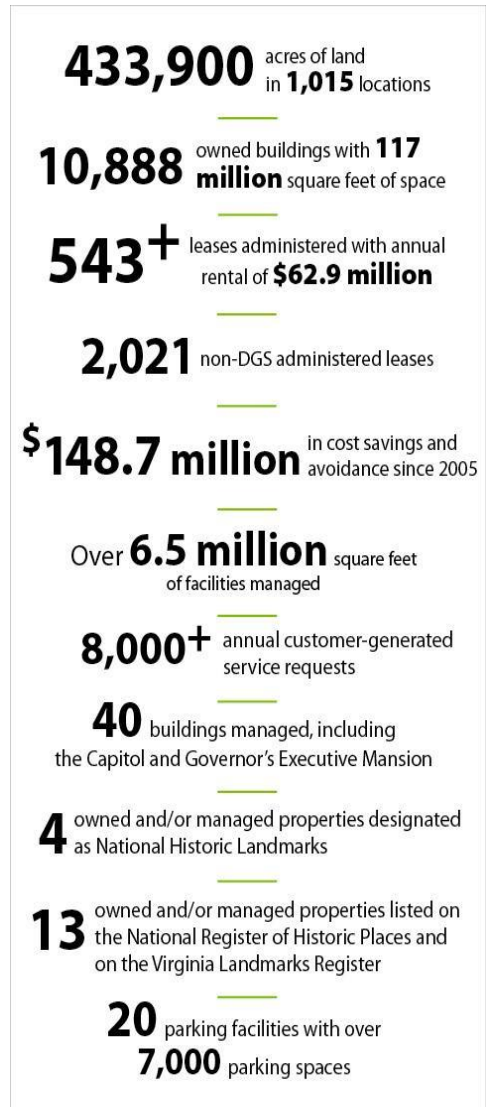 433,900 acres of land
in 1,015 locations
10,888 owned buildings with 117
million square feet of space
543+ leases administered with annual
rental of $62.9 million
2,021 non-DGS administered leases
$148.7 million in cost savings and
avoidance since 2005
Over 6.5 million square feet
of facilities managed
8,000+ annual customer-generated
service requests
40 buildings managed, including
the Capitol and Governor's Executive Mansion
4 owned and/or managed properties designated
as National Historic Landmarks
13 owned and/or managed properties listed on
the National Register of Historic Places and
on the Virginia Landmarks Register
20 parking facilities with over
7,000 parking spaces